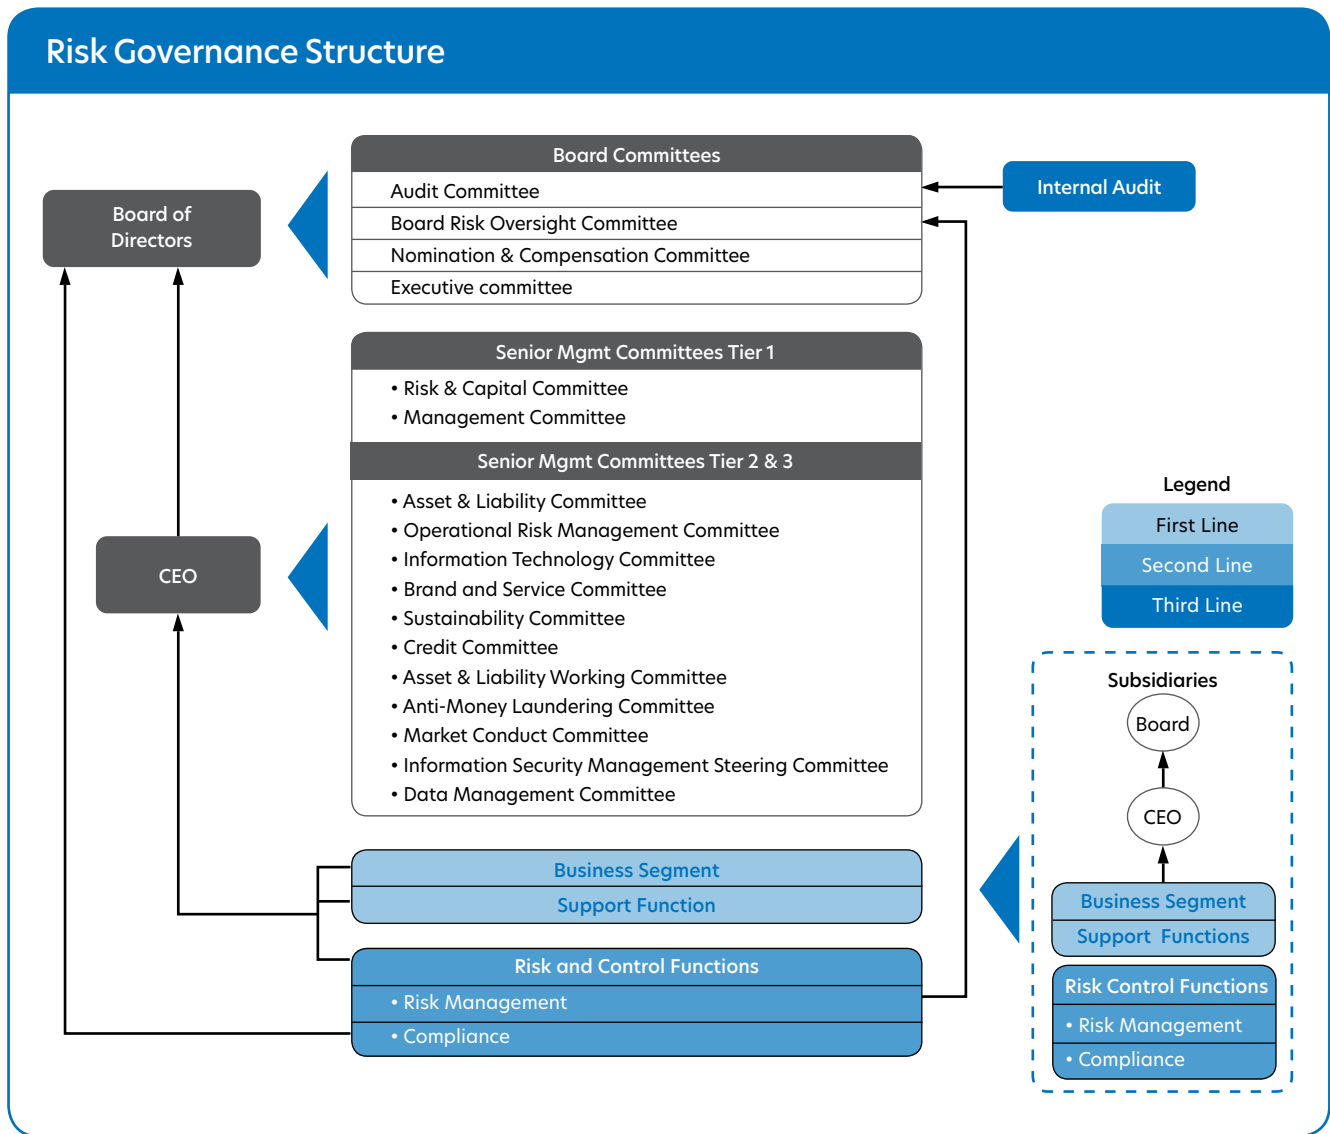 Risk Governance Structure
Board of
Directors
Board Committees
Audit Committee
Board Risk Oversight Committee
Nomination & Compensation Committee
Executive committee
Internal Audit
Senior Mgmt Committees Tier 1
• Risk & Capital Committee
• Management Committee
Senior Mgmt Committees Tier 2 & 3
• Asset & Liability Committee
• Operational Risk Management Committee
• Information Technology Committee
• Brand and Service Committee
• Sustainability Committee
• Credit Committee
• Asset & Liability Working Committee
• Anti-Money Laundering Committee
• Market Conduct Committee
• Information Security Management Steering Committee
• Data Management Committee
CEO
Business Segment
Support Function
Risk and Control Functions
• Risk Management
• Compliance
Legend
First Line
Second Line
Third Line
Subsidiaries
Board
CEO
Business Segment
Support Functions
Risk Control Functions
• Risk Management
• Compliance